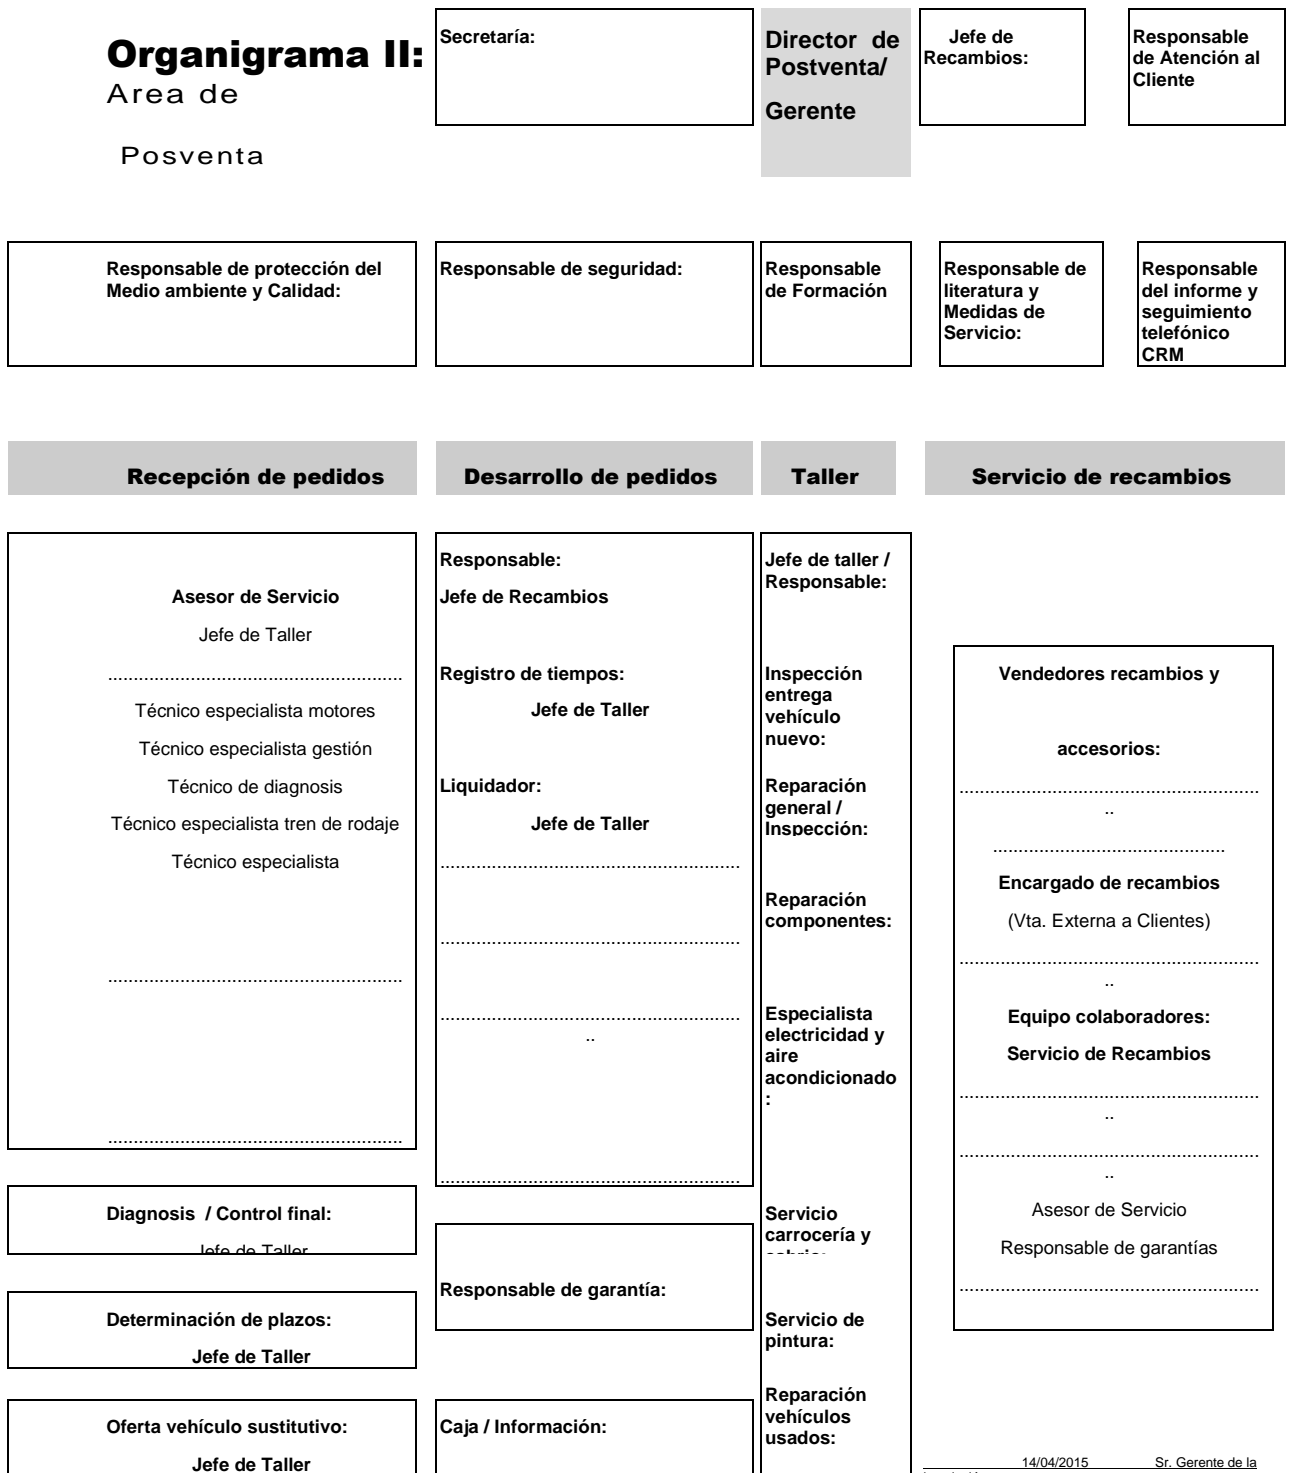 Organigrama II:
Area de
Posventa
Secretaría:
Director de
Postventa/
Gerente
Jefe de
Recambios:
Responsable
de Atención al
Cliente
Responsable de protección del
Medio ambiente y Calidad:
Responsable de seguridad:
Responsable
de Formación
Responsable de
literatura y
Medidas de
Servicio:
Responsable
del informe y
seguimiento
telefónico
CRM
Recepción de pedidos
Desarrollo de pedidos
Taller
Servicio de recambios
Asesor de Servicio
Jefe de Taller
.........................................................
Técnico especialista motores
Técnico especialista gestión
Técnico de diagnosis
Técnico especialista tren de rodaje
Técnico especialista
.........................................................
.........................................................
Diagnosis / Control final:
Jefe de Taller
Determinación de plazos:
Jefe de Taller
Oferta vehículo sustitutivo:
Jefe de Taller
Responsable:
Jefe de Recambios
Registro de tiempos:
Jefe de Taller
Liquidador:
Jefe de Taller
..........................................................
..........................................................
..........................................................
..
..........................................................
Responsable de garantía:
Caja / Información:
Jefe de taller /
Responsable:
Inspección
entrega
vehículo
nuevo:
Reparación
general /
Inspección:
Reparación
componentes:
Especialista
electricidad y
aire
acondicionado
:
Servicio
carrocería y
Servicio de
pintura:
Reparación
vehículos
usados:
Vendedores recambios y
accesorios:
..........................................................
..
.............................................
Encargado de recambios
(Vta. Externa a Clientes)
..........................................................
..
Equipo colaboradores:
Servicio de Recambios
..........................................................
..
..........................................................
..
Asesor de Servicio
Responsable de garantías
..........................................................
14/04/2015 Sr. Gerente de la